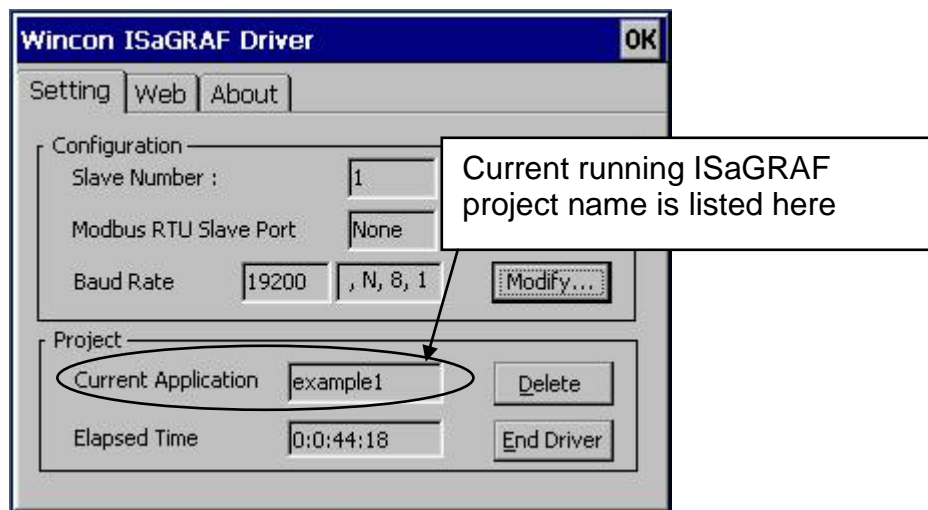 Wincon ISaGRAF Driver OK
Setting Web About
Configuration
Slave Number : 1
Modbus RTU Slave Port None
Baud Rate 19200 , N, 8, 1 Modify...
Current running ISaGRAF
project name is listed here
Project
Current Application example1 Delete
Elapsed Time 0:0:44:18 End Driver